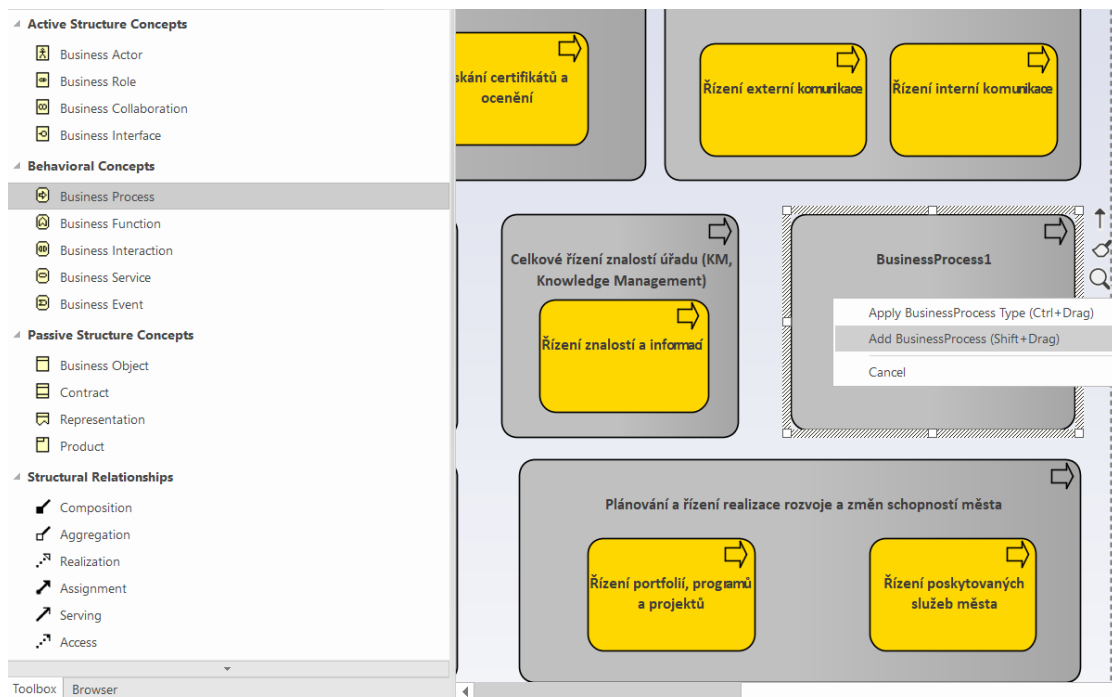 Active Structure Concepts
Business Actor
Business Role
Business Collaboration
Business Interface
Behavioral Concepts
Business Process
Business Function
Business Interaction
Business Service
Business Event
Passive Structure Concepts
Business Object
Contract
Representation
Product
Structural Relationships
Composition
Aggregation
Realization
Assignment
Serving
Access
Toolbox
Browser
skání certifikátů a
ocenění
Řízení externí komunikace
Řízení interní komunikace
Celkové řízení znalostí úřadu (KM,
Knowledge Management)
Řízení znalostí a informací
BusinessProcess1
Apply BusinessProcess Type (Ctrl+Drag)
Add BusinessProcess (Shift+Drag)
Cancel
Plánování a řízení realizace rozvoje a změn schopností města
Řízení portfolií, programů
a projektů
Řízení poskytovaných
služeb města